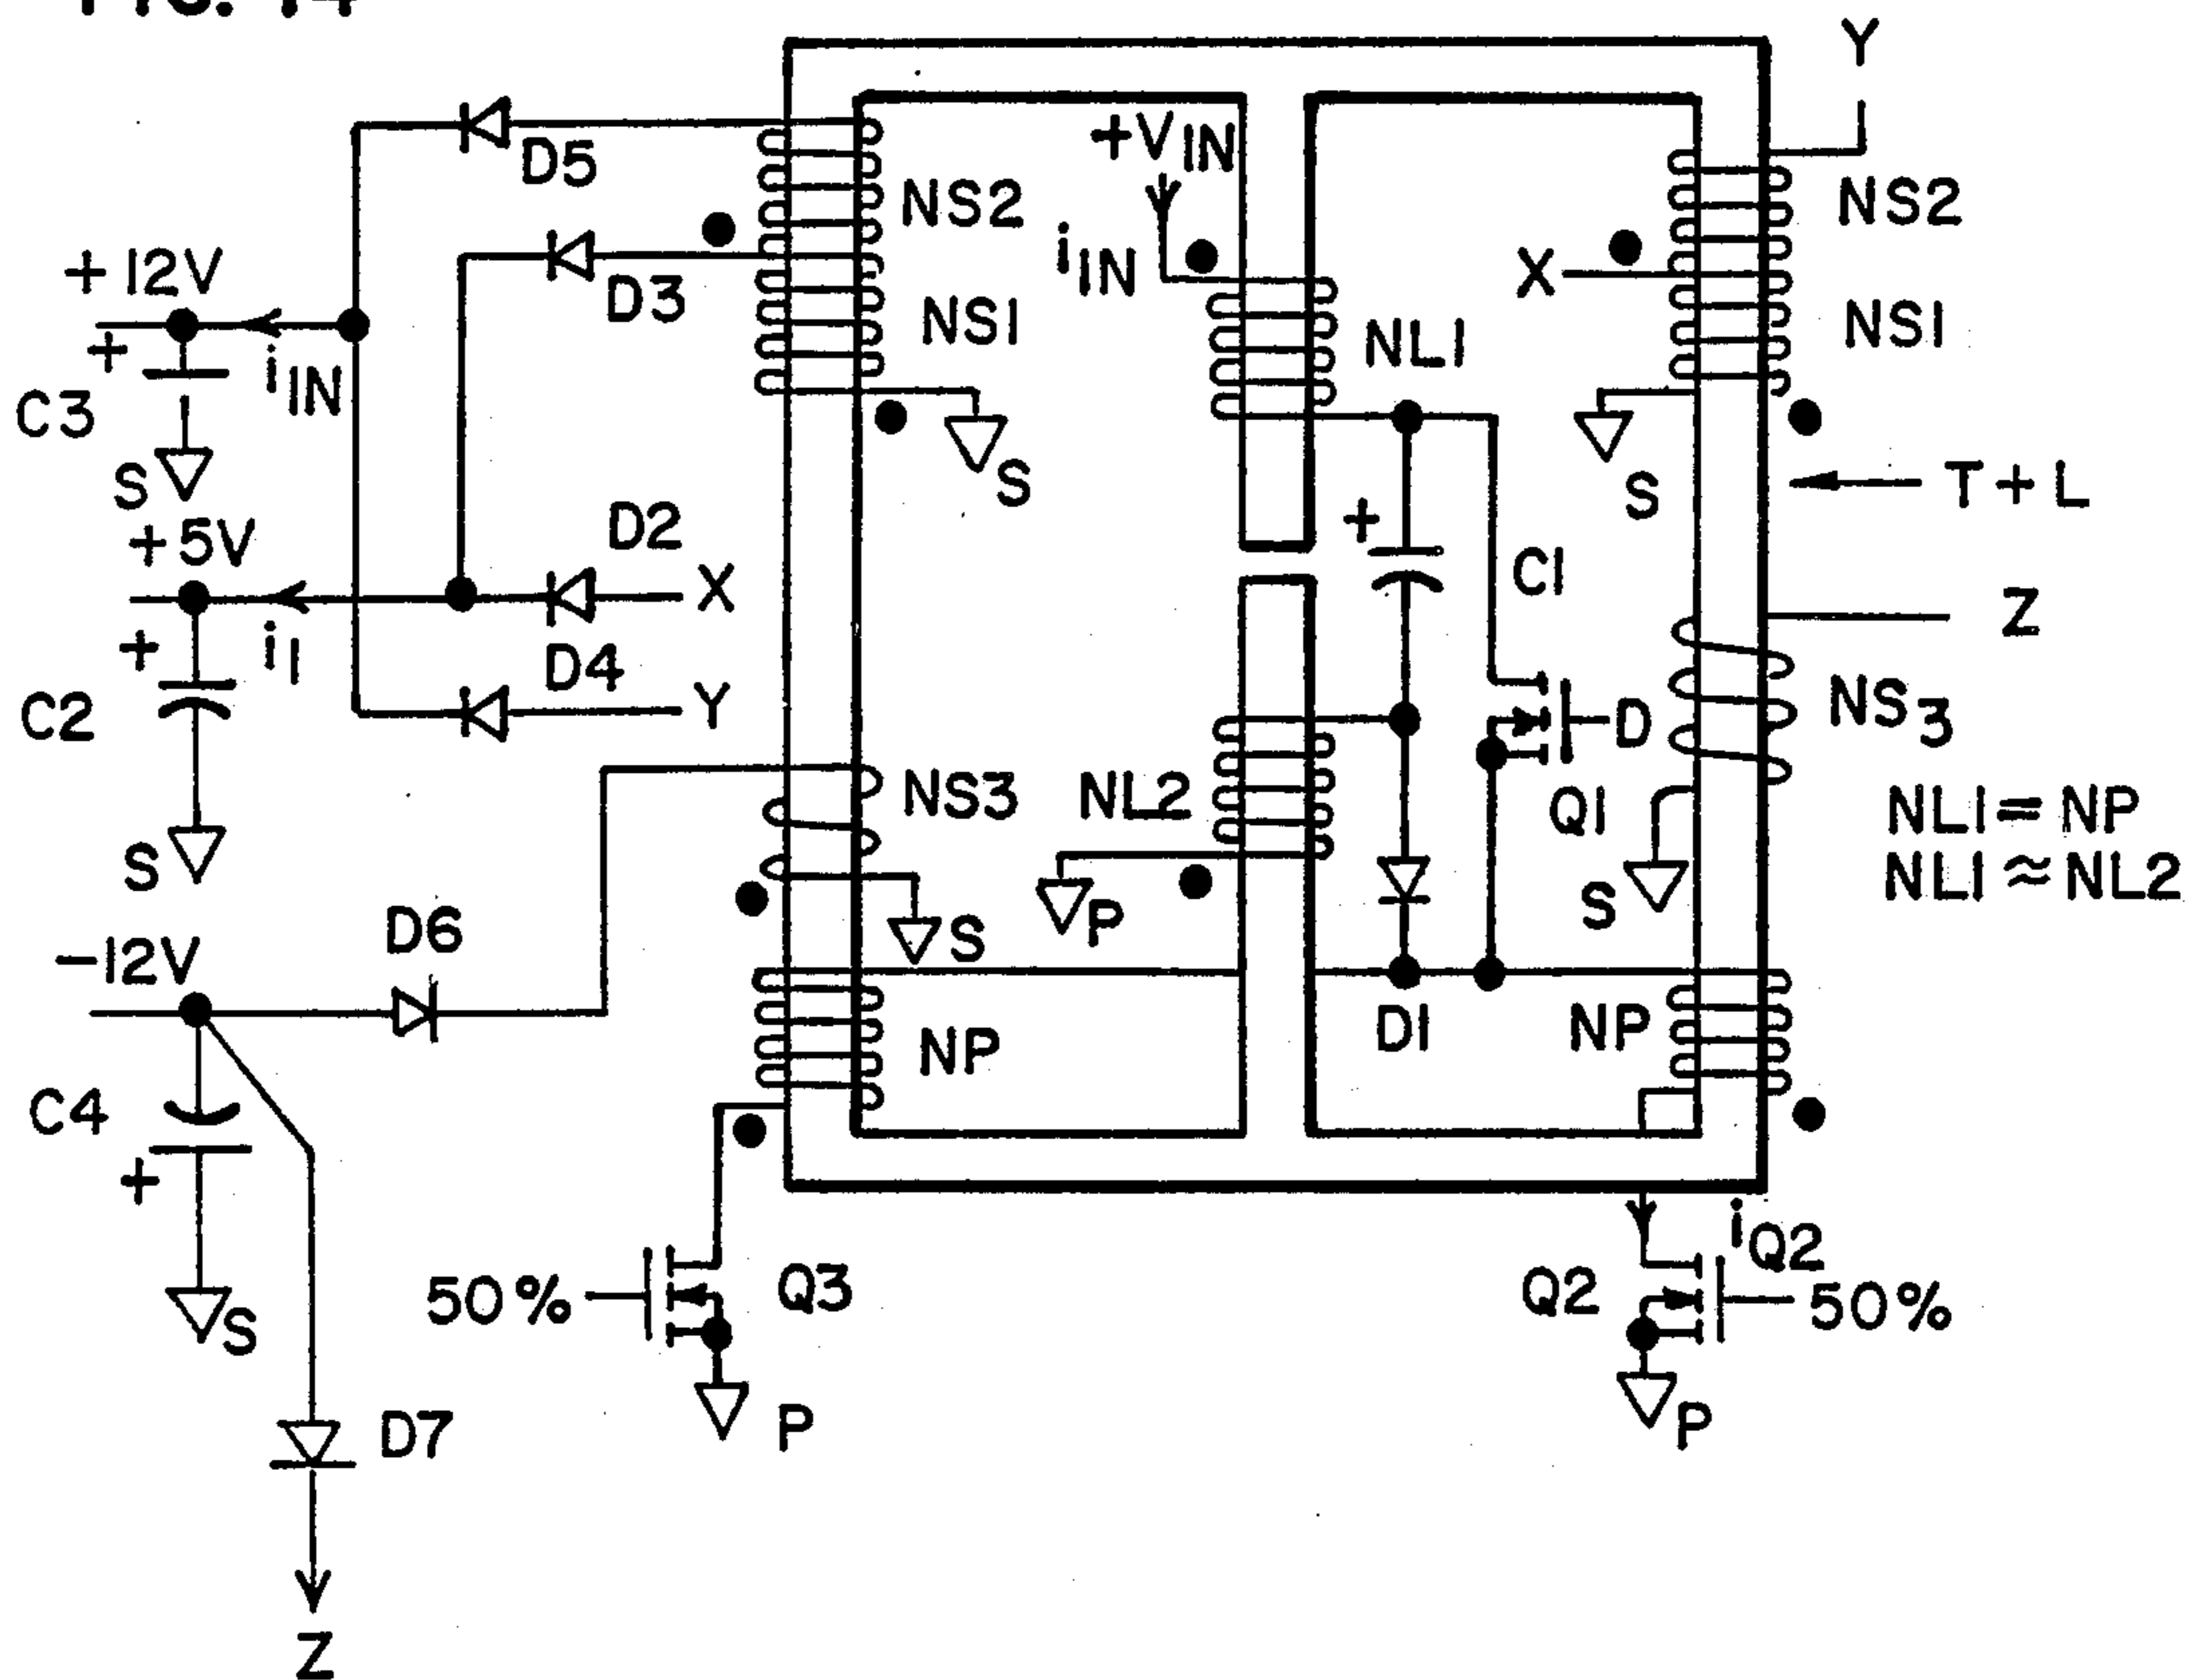 FIG. 14
Y
D5
NS2
+VIN
NS2
iIN
X
+12V
D3
NS1
NL1
NS1
+
iIN
C3
S
S
S
T+L
+5V
D2
X
+
C1
Z
+
i1
D4
Y
D
NS3
C2
NS3
NL2
Q1
NL1=NP
NL1≈NL2
S
P
S
S
-12V
D6
D1
NP
NP
C4
+
S
50%
Q3
iQ2
Q2
50%
P
P
D7
Z